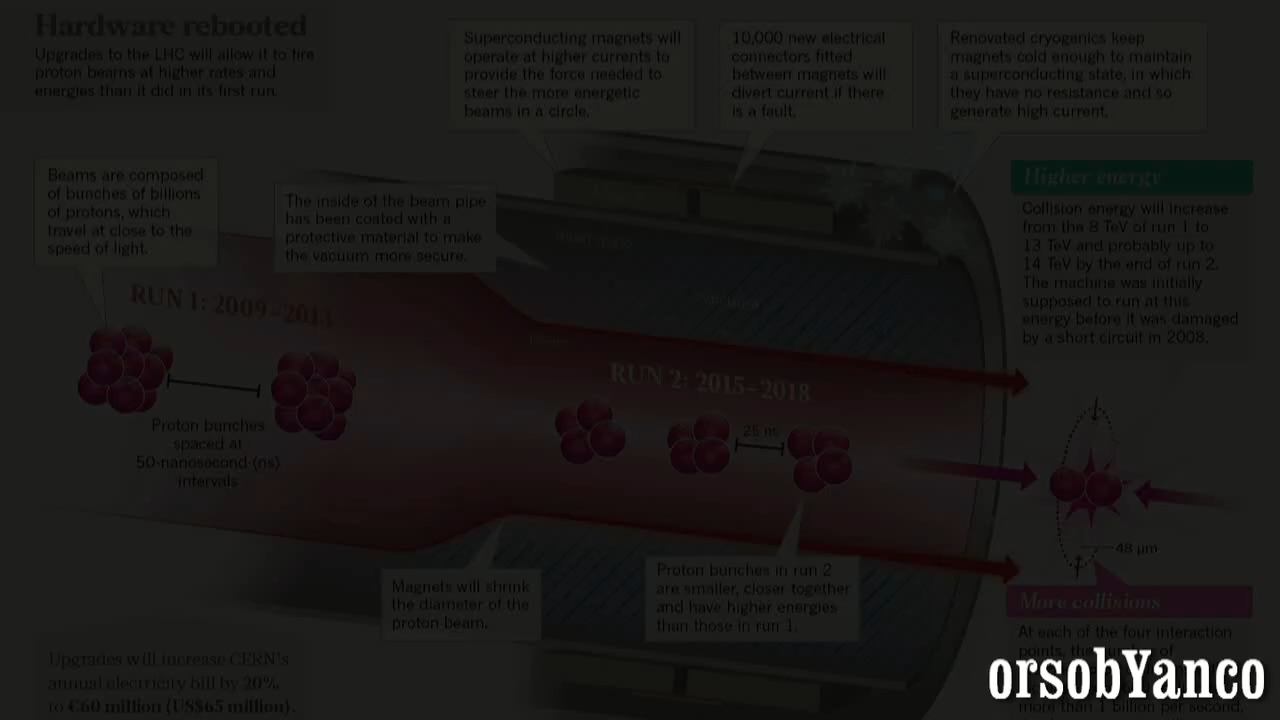 Hardware rebooted
Upgrades to the LHC will allow it to fire
proton beams at higher rates and
energies than it did in its first run.
Superconducting magnets will
operate at higher currents to
provide the force needed to
steer the more energetic
beams in a circle.
10,000 new electrical
connectors fitted
between magnets will
divert current if there
is a fault.
Renovated cryogenics keep
magnets cold enough to maintain
a superconducting state, in which
they have no resistance and so
generate high current.
Beams are composed
of bunches of billions
of protons, which
travel at close to the
speed of light.
The inside of the beam pipe
has been coated with a
protective material to make
the vacuum more secure.
Higher energy
Collision energy will increase
from the 8 TeV of run 1 to
13 TeV and probably up to
14 TeV by the end of run 2.
The machine was initially
supposed to run at this
energy before it was damaged
by a short circuit in 2008.
RUN 1: 2009–2013
RUN 2: 2015–2018
Proton bunches
spaced at
50-nanosecond (ns)
intervals
25 ns
48 µm
Magnets will shrink
the diameter of the
proton beam.
Proton bunches in run 2
are smaller, closer together
and have higher energies
than those in run 1.
More collisions
At each of the four interaction
points, the number of
more than 1 billion per second.
Upgrades will increase CERN's
annual electricity bill by 20%,
to €60 million (US$65 million).
orsobYanco